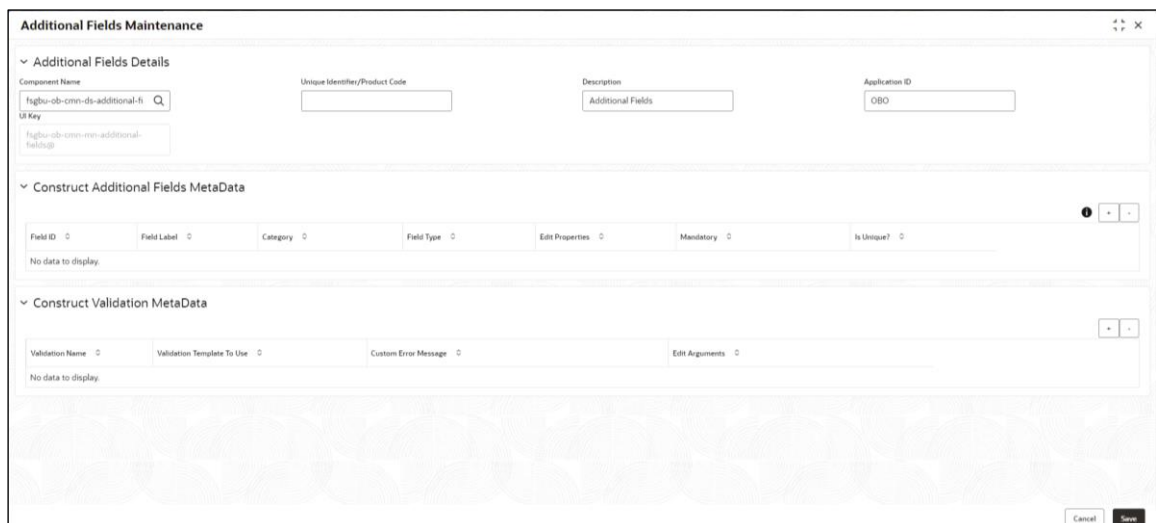 Additional Fields Maintenance
Additional Fields Details
Component Name Unique Identifier/Product Code Description Application ID
fsgbu-ob-cmn-ds-additional-fi Additional Fields OBO
UI Key
fsgbu-ob-cmn-mn-additional-
fields@
Construct Additional Fields MetaData
Field ID Field Label Category Field Type Edit Properties Mandatory Is Unique?
No data to display.
Construct Validation MetaData
Validation Name Validation Template To Use Custom Error Message Edit Arguments
No data to display.
Cancel Save